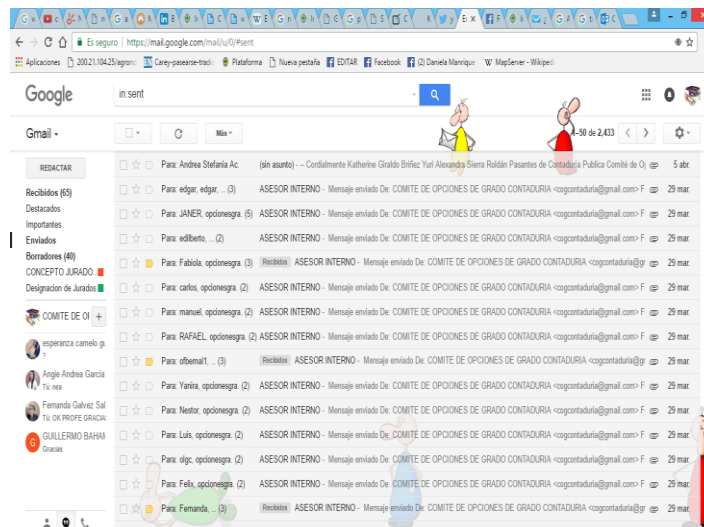 Es seguro | https://mail.google.com/mail/u/0/#sent
Aplicaciones 200.21.104.25/agrono Carey-pasearse-tradic Plataforma Nueva pestaña EDITAR Facebook (2) Daniela Manrique MapServer - Wikiped
Google in:sent
Gmail Más -50 de 2,433
REDACTAR
Recibidos (65)
Destacados
Importantes
Enviados
Borradores (40)
CONCEPTO JURADO...
Designacion de Jurados
COMITE DE OF +
esperanza camelo gu
?
Angie Andrea Garcia
Tú: nea
Fernanda Galvez Sal
Tú: OK PROFE GRACIAS
GUILLERMO BAHAM
Gracias
Para: Andrea Stefania Ac. (sin asunto) - -- Cordialmente Katherine Giraldo Briñez Yuri Alexandra Sierra Roldán Pasantes de Contaduria Publica Comité de O 5 abr.
Para: edgar, edgar, ... (3) ASESOR INTERNO - Mensaje enviado De: COMITE DE OPCIONES DE GRADO CONTADURIA <cogcontaduria@gmail.com> F 29 mar.
Para: JANER, opcionesgra. (5) ASESOR INTERNO - Mensaje enviado De: COMITE DE OPCIONES DE GRADO CONTADURIA <cogcontaduria@gmail.com> F 29 mar.
Para: edilberto, ... (2) ASESOR INTERNO - Mensaje enviado De: COMITE DE OPCIONES DE GRADO CONTADURIA <cogcontaduria@gmail.com> F 29 mar.
Para: Fabiola, opcionesgra. (3) Recibidos ASESOR INTERNO - Mensaje enviado De: COMITE DE OPCIONES DE GRADO CONTADURIA <cogcontaduria@gr 29 mar.
Para: carlos, opcionesgra. (2) ASESOR INTERNO - Mensaje enviado De: COMITE DE OPCIONES DE GRADO CONTADURIA <cogcontaduria@gmail.com> F 29 mar.
Para: manuel, opcionesgra. (2) ASESOR INTERNO - Mensaje enviado De: COMITE DE OPCIONES DE GRADO CONTADURIA <cogcontaduria@gmail.com> F 29 mar.
Para: RAFAEL, opcionesgra. (2) ASESOR INTERNO - Mensaje enviado De: COMITE DE OPCIONES DE GRADO CONTADURIA <cogcontaduria@gmail.com> F 29 mar.
Para: ofbernal1, ... (3) Recibidos ASESOR INTERNO - Mensaje enviado De: COMITE DE OPCIONES DE GRADO CONTADURIA <cogcontaduria@gr 29 mar.
Para: Yanira, opcionesgra. (2) ASESOR INTERNO - Mensaje enviado De: COMITE DE OPCIONES DE GRADO CONTADURIA <cogcontaduria@gmail.com> F 29 mar.
Para: Nestor, opcionesgra. (2) ASESOR INTERNO - Mensaje enviado De: COMITE DE OPCIONES DE GRADO CONTADURIA <cogcontaduria@gmail.com> F 29 mar.
Para: Luis, opcionesgra. (2) ASESOR INTERNO - Mensaje enviado De: COMITE DE OPCIONES DE GRADO CONTADURIA <cogcontaduria@gmail.com> F 29 mar.
Para: olgc, opcionesgra. (2) ASESOR INTERNO - Mensaje enviado De: COMITE DE OPCIONES DE GRADO CONTADURIA <cogcontaduria@gmail.com> F 29 mar.
Para: Felix, opcionesgra. (2) ASESOR INTERNO - Mensaje enviado De: COMITE DE OPCIONES DE GRADO CONTADURIA <cogcontaduria@gmail.com> F 29 mar.
Para: Fernanda, ... (3) Recibidos ASESOR INTERNO - Mensaje enviado De: COMITE DE OPCIONES DE GRADO CONTADURIA <cogcontaduria@gr 29 mar.